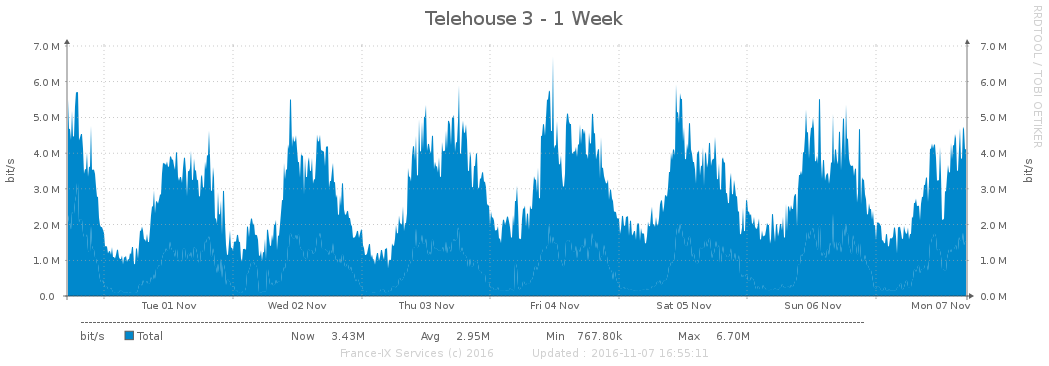 Telehouse 3 - 1 Week
RRDTOOL / TOBI OETIKER
bit/s
7.0 M 7.0 M
6.0 M 6.0 M
5.0 M 5.0 M
4.0 M 4.0 M
3.0 M 3.0 M
2.0 M 2.0 M
1.0 M 1.0 M
0.0 0.0 M
bit/s
Tue 01 Nov Wed 02 Nov Thu 03 Nov Fri 04 Nov Sat 05 Nov Sun 06 Nov Mon 07 Nov
bit/s Total Now 3.43M Avg 2.95M Min 767.80k Max 6.70M
France-IX Services (c) 2016 Updated : 2016-11-07 16:55:11